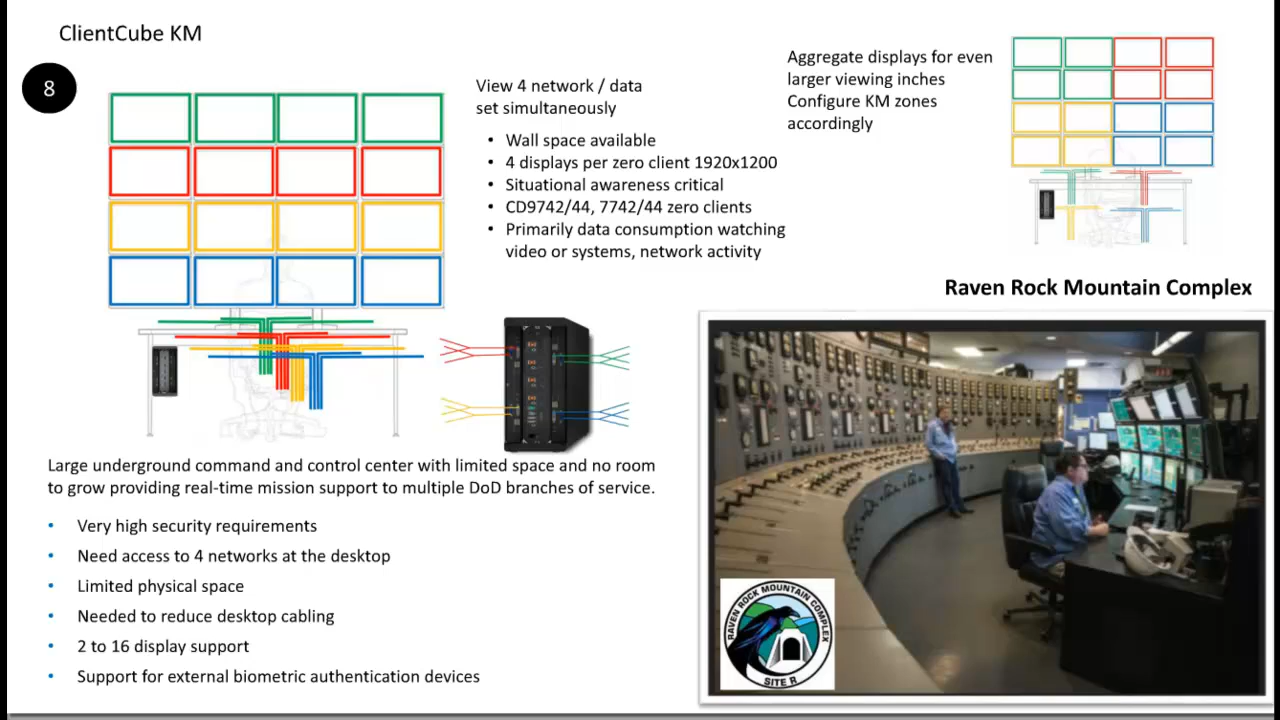 ClientCube KM
8
View 4 network / data
set simultaneously
• Wall space available
• 4 displays per zero client 1920x1200
• Situational awareness critical
• CD9742/44, 7742/44 zero clients
• Primarily data consumption watching
video or systems, network activity
Aggregate displays for even
larger viewing inches
Configure KM zones
accordingly
Raven Rock Mountain Complex
Large underground command and control center with limited space and no room
to grow providing real-time mission support to multiple DoD branches of service.
• Very high security requirements
• Need access to 4 networks at the desktop
• Limited physical space
• Needed to reduce desktop cabling
• 2 to 16 display support
• Support for external biometric authentication devices
RAVEN ROCK MOUNTAIN COMPLEX
SITE R